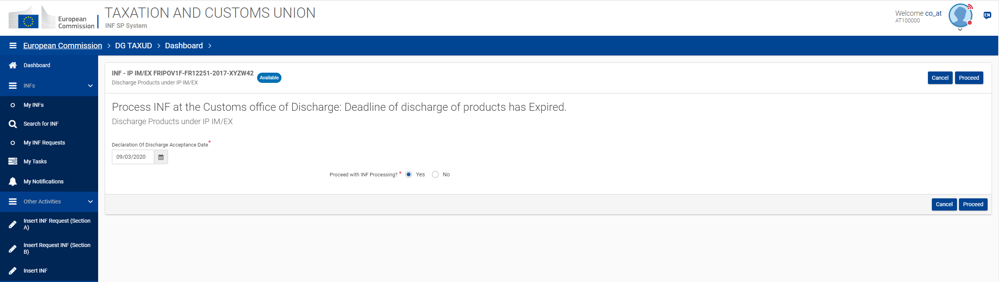 European
Commission
TAXATION AND CUSTOMS UNION
INF SP System
Welcome co_at
AT100000
EN
European Commission > DG TAXUD > Dashboard >
Dashboard
INFs
My INFs
Search for INF
My INF Requests
My Tasks
My Notifications
Other Activities
Insert INF Request (Section
A)
Insert Request INF (Section
B)
Insert INF
INF - IP IM/EX FRIPOV1F-FR12251-2017-XYZW42 Available
Discharge Products under IP IM/EX
Cancel Proceed
Process INF at the Customs office of Discharge: Deadline of discharge of products has Expired.
Discharge Products under IP IM/EX
Declaration Of Discharge Acceptance Date*
09/03/2020
Proceed with INF Processing? * Yes No
Cancel Proceed